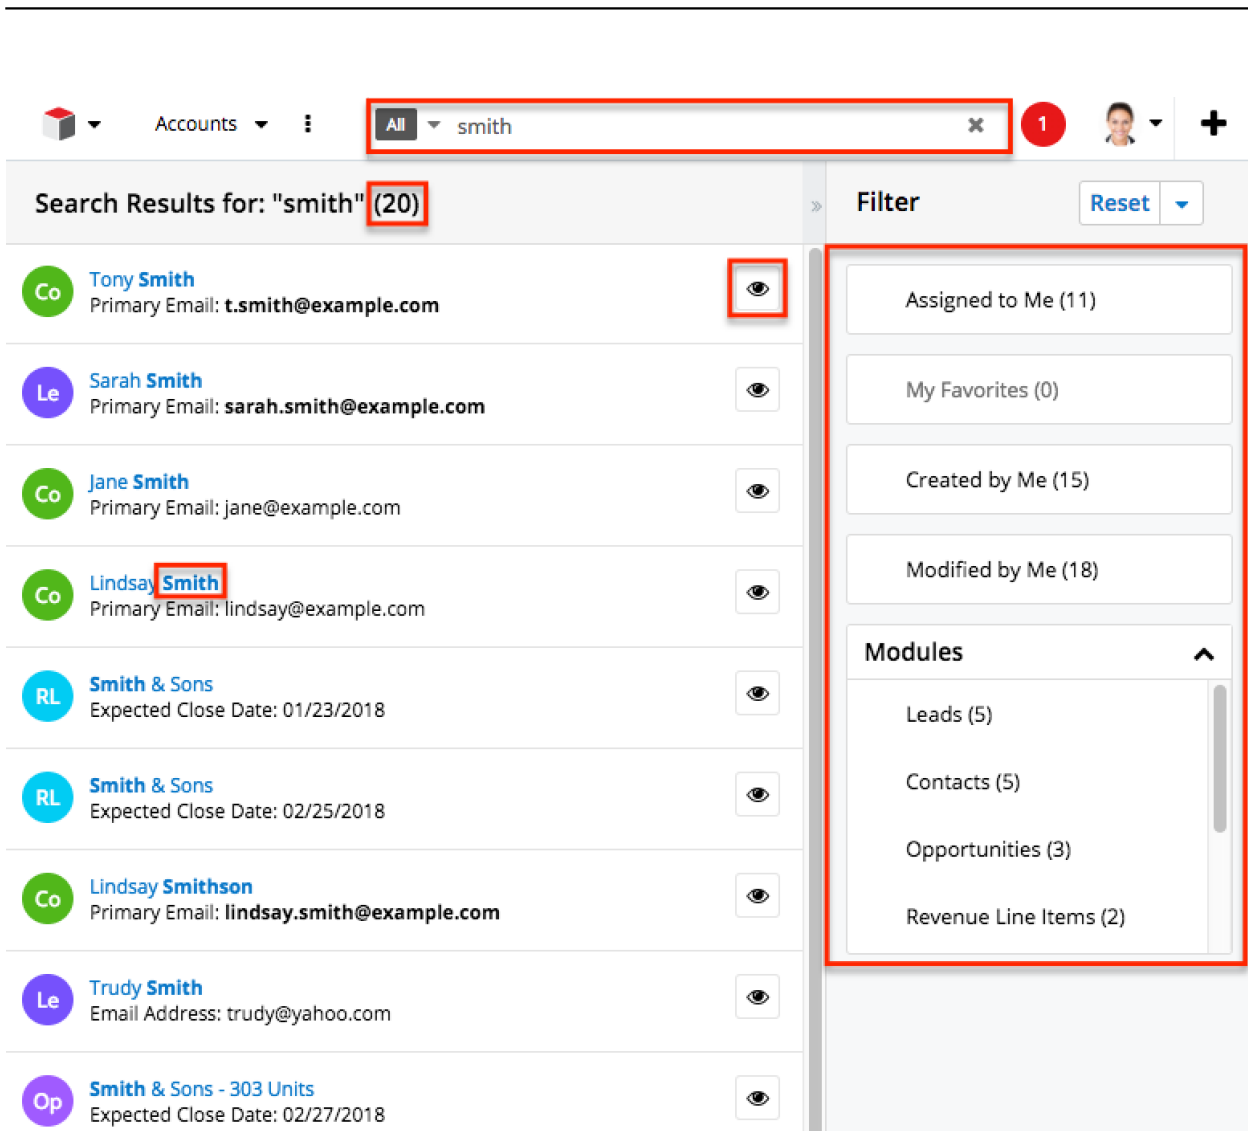 Accounts
All smith
1
Search Results for: "smith" (20)
Filter
Reset
Co
Tony Smith
Primary Email: t.smith@example.com
Le
Sarah Smith
Primary Email: sarah.smith@example.com
Co
Jane Smith
Primary Email: jane@example.com
Co
Lindsay Smith
Primary Email: lindsay@example.com
RL
Smith & Sons
Expected Close Date: 01/23/2018
RL
Smith & Sons
Expected Close Date: 02/25/2018
Co
Lindsay Smithson
Primary Email: lindsay.smith@example.com
Le
Trudy Smith
Email Address: trudy@yahoo.com
Op
Smith & Sons - 303 Units
Expected Close Date: 02/27/2018
Assigned to Me (11)
My Favorites (0)
Created by Me (15)
Modified by Me (18)
Modules
Leads (5)
Contacts (5)
Opportunities (3)
Revenue Line Items (2)